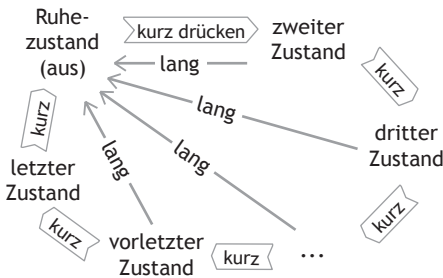 Ruhe-
zustand
(aus)
kurz drücken
zweiter
Zustand
lang
kurz
lang
dritter
Zustand
lang
kurz
...
kurz
vorletzter
Zustand
lang
kurz
letzter
Zustand
kurz